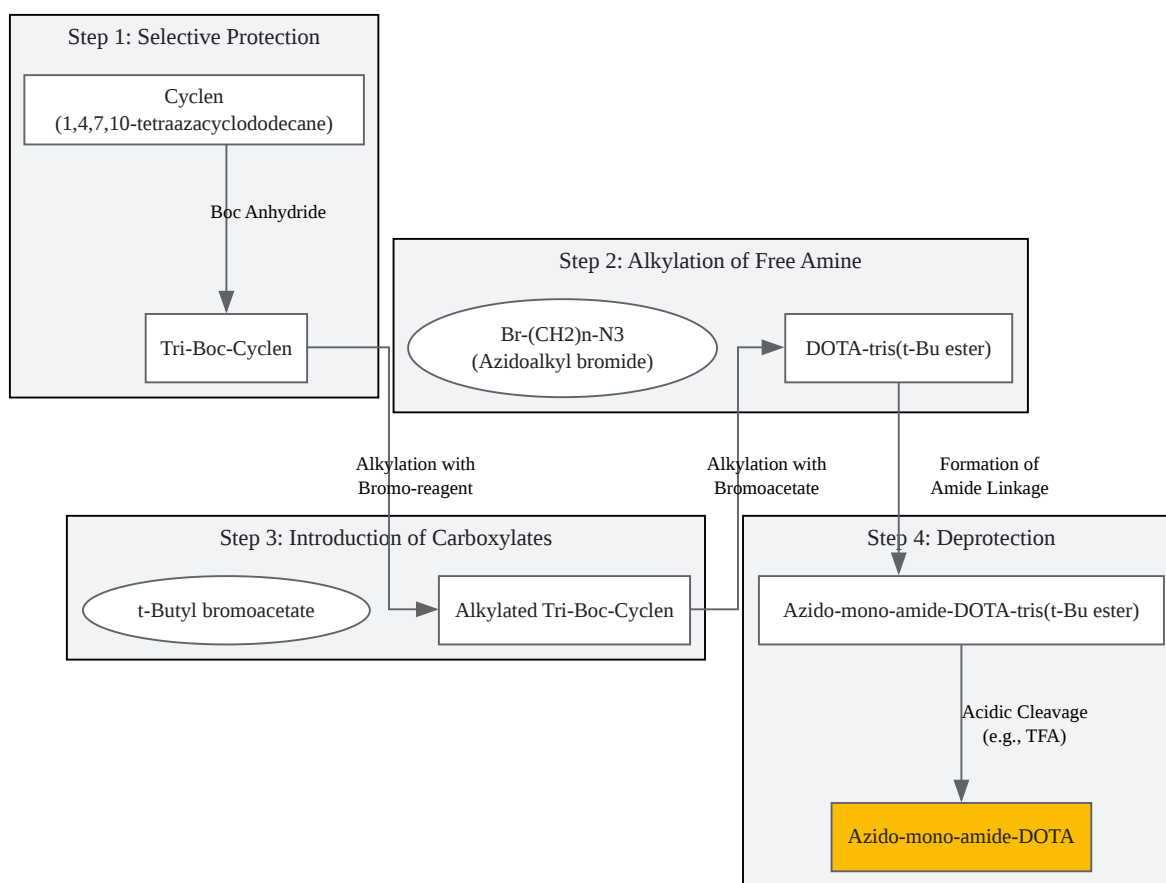 Step 1: Selective Protection
Cyclen
(1,4,7,10-tetraazacyclododecane)
Boc Anhydride
Tri-Boc-Cyclen
Step 2: Alkylation of Free Amine
Br-(CH2)n-N3
(Azidoalkyl bromide)
DOTA-tris(t-Bu ester)
Alkylation with
Bromo-reagent
Alkylation with
Bromoacetate
Formation of
Amide Linkage
Step 3: Introduction of Carboxylates
t-Butyl bromoacetate
Alkylated Tri-Boc-Cyclen
Step 4: Deprotection
Azido-mono-amide-DOTA-tris(t-Bu ester)
Acidic Cleavage
(e.g., TFA)
Azido-mono-amide-DOTA